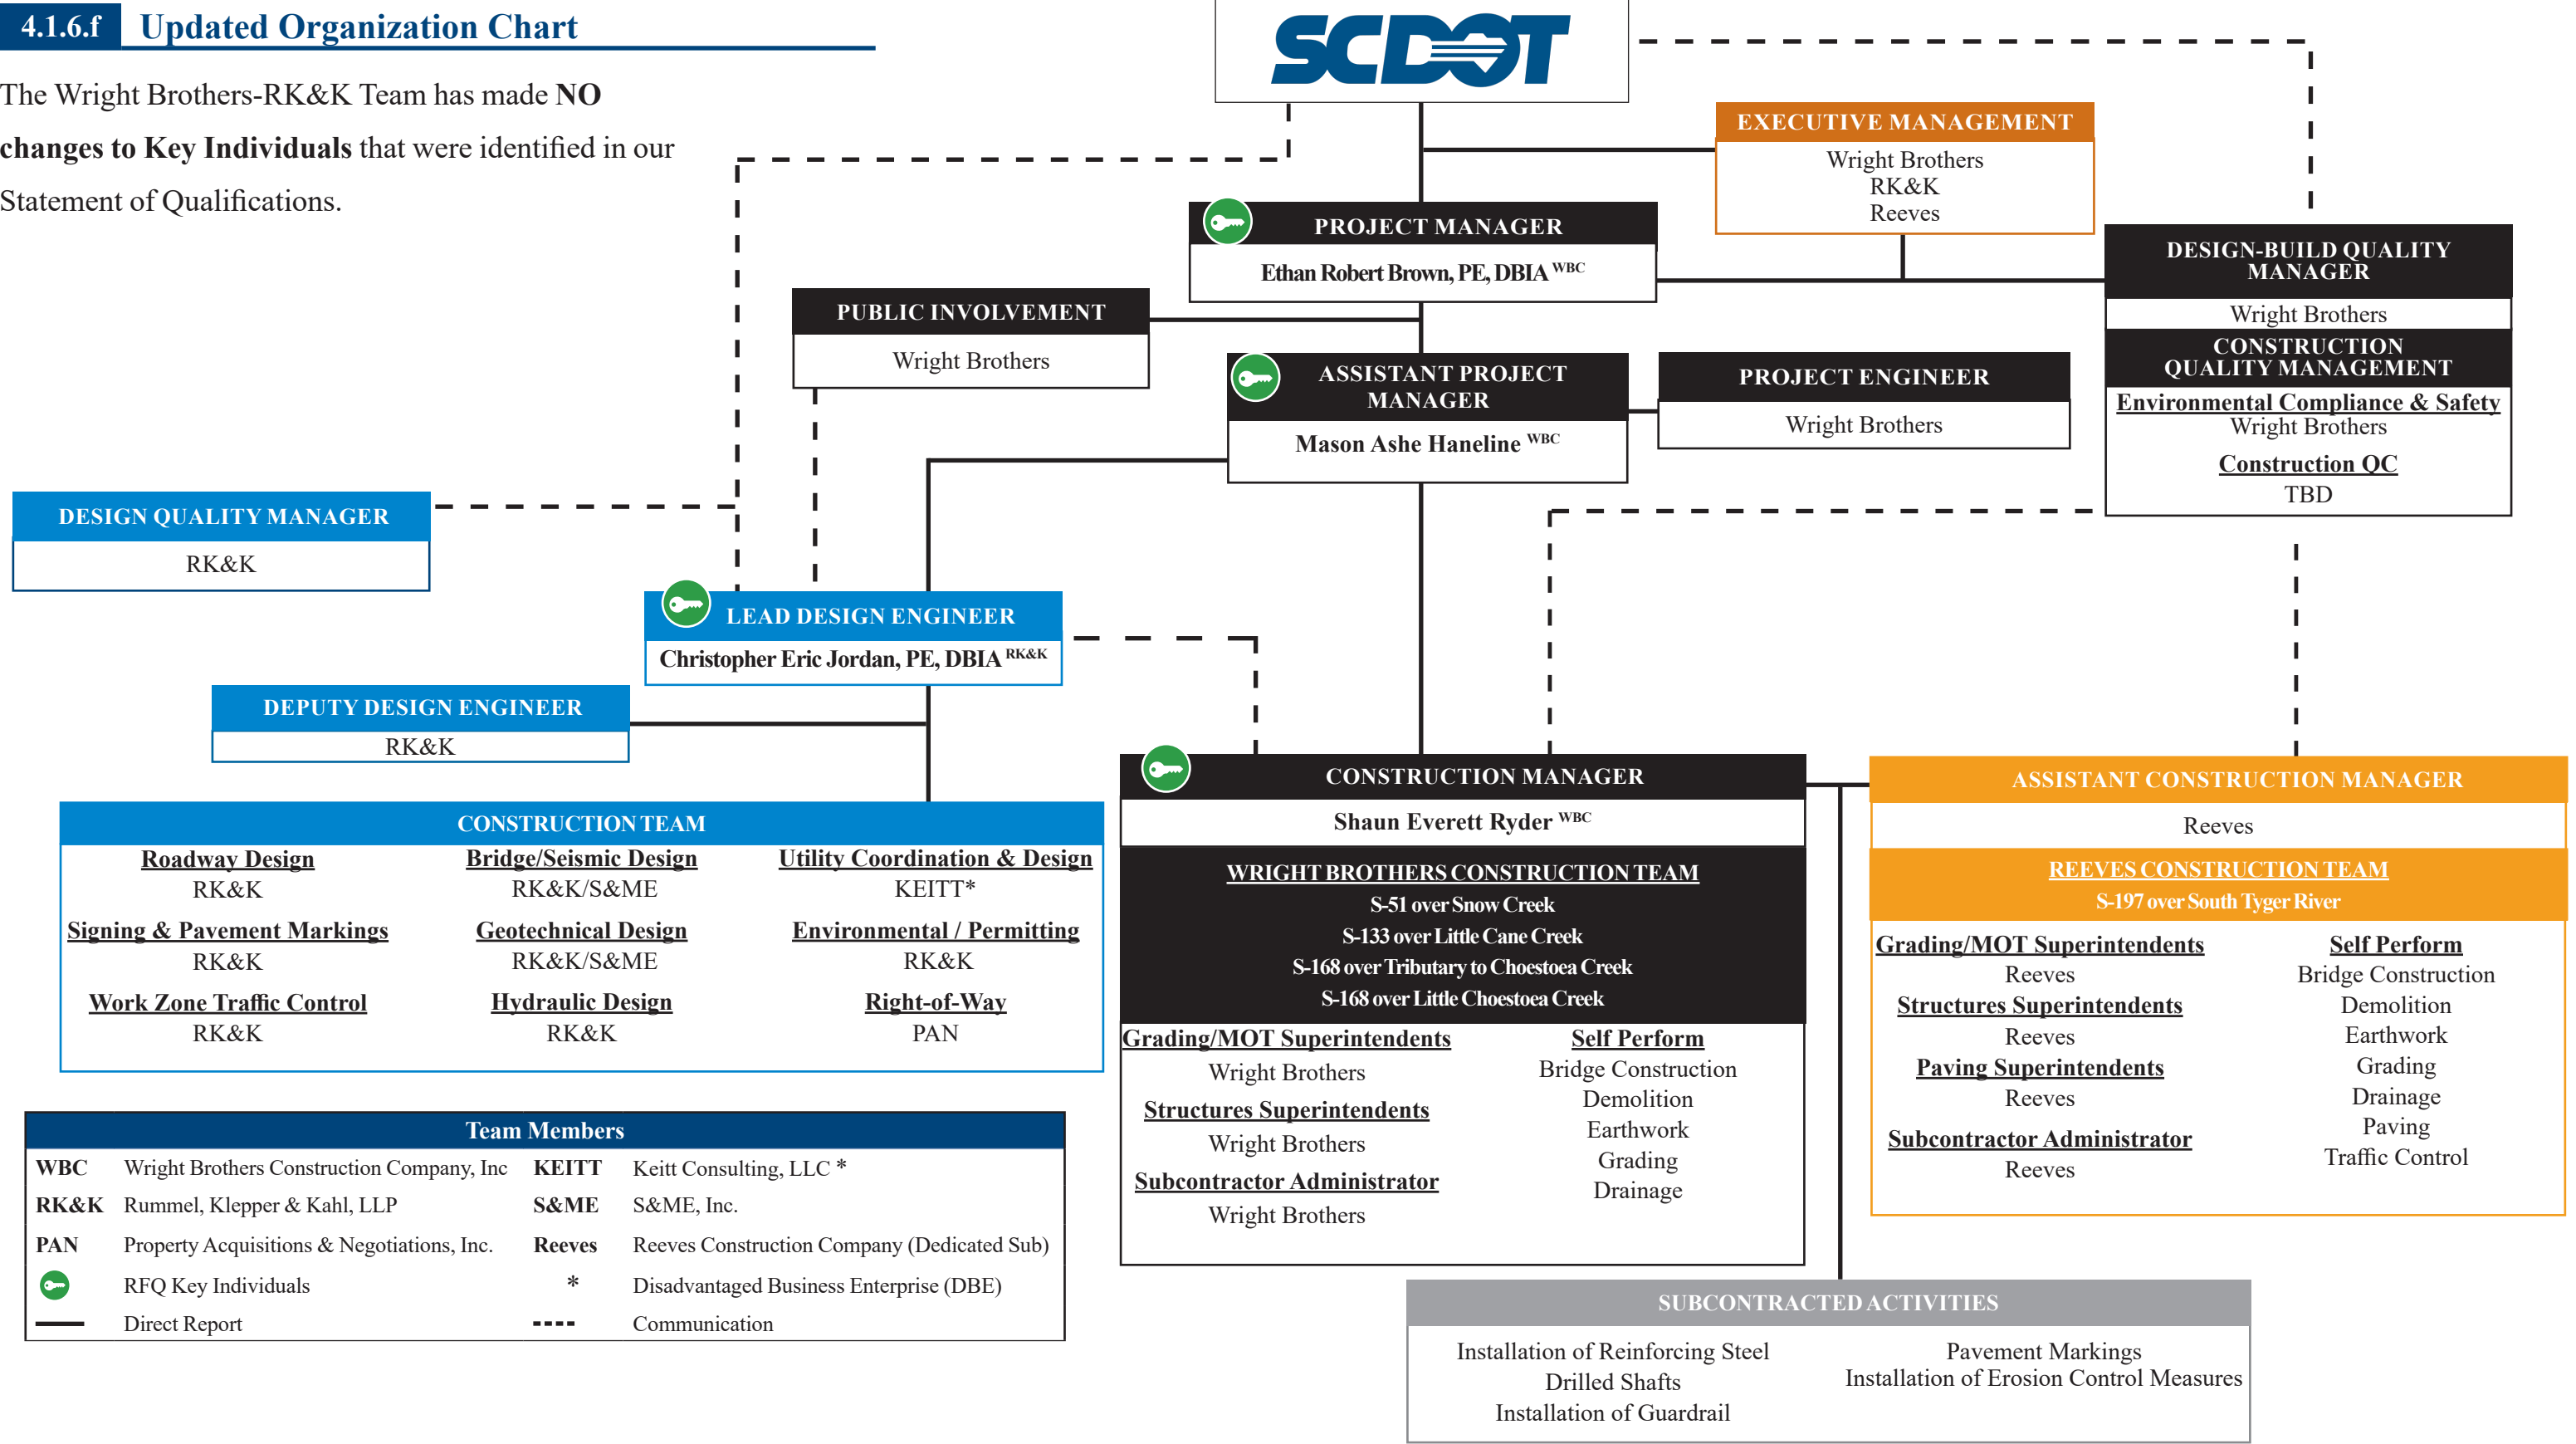 4.1.6.f Updated Organization Chart
The Wright Brothers-RK&K Team has made NO
changes to Key Individuals that were identified in our
Statement of Qualifications.
SCDOT
EXECUTIVE MANAGEMENT
Wright Brothers
RK&K
Reeves
PROJECT MANAGER
Ethan Robert Brown, PE, DBIA WBC
DESIGN-BUILD QUALITY
MANAGER
Wright Brothers
CONSTRUCTION
QUALITY MANAGEMENT
Environmental Compliance & Safety
Wright Brothers
Construction QC
TBD
PUBLIC INVOLVEMENT
Wright Brothers
ASSISTANT PROJECT
MANAGER
Mason Ashe Haneline WBC
PROJECT ENGINEER
Wright Brothers
DESIGN QUALITY MANAGER
RK&K
LEAD DESIGN ENGINEER
Christopher Eric Jordan, PE, DBIA RK&K
DEPUTY DESIGN ENGINEER
RK&K
CONSTRUCTION TEAM
Roadway Design
RK&K
Signing & Pavement Markings
RK&K
Work Zone Traffic Control
RK&K
Bridge/Seismic Design
RK&K/S&ME
Geotechnical Design
RK&K/S&ME
Hydraulic Design
RK&K
Utility Coordination & Design
KEITT*
Environmental / Permitting
RK&K
Right-of-Way
PAN
CONSTRUCTION MANAGER
Shaun Everett Ryder WBC
WRIGHT BROTHERS CONSTRUCTION TEAM
S-51 over Snow Creek
S-133 over Little Cane Creek
S-168 over Tributary to Choestoea Creek
S-168 over Little Choestoea Creek
Grading/MOT Superintendents
Wright Brothers
Structures Superintendents
Wright Brothers
Subcontractor Administrator
Wright Brothers
Self Perform
Bridge Construction
Demolition
Earthwork
Grading
Drainage
ASSISTANT CONSTRUCTION MANAGER
Reeves
REEVES CONSTRUCTION TEAM
S-197 over South Tyger River
Grading/MOT Superintendents
Reeves
Structures Superintendents
Reeves
Paving Superintendents
Reeves
Subcontractor Administrator
Reeves
Self Perform
Bridge Construction
Demolition
Earthwork
Grading
Drainage
Paving
Traffic Control
Team Members
WBC Wright Brothers Construction Company, Inc KEITT Keitt Consulting, LLC *
RK&K Rummel, Klepper & Kahl, LLP S&ME S&ME, Inc.
PAN Property Acquisitions & Negotiations, Inc. Reeves Reeves Construction Company (Dedicated Sub)
RFQ Key Individuals * Disadvantaged Business Enterprise (DBE)
Direct Report Communication
SUBCONTRACTED ACTIVITIES
Installation of Reinforcing Steel
Drilled Shafts
Installation of Guardrail
Pavement Markings
Installation of Erosion Control Measures